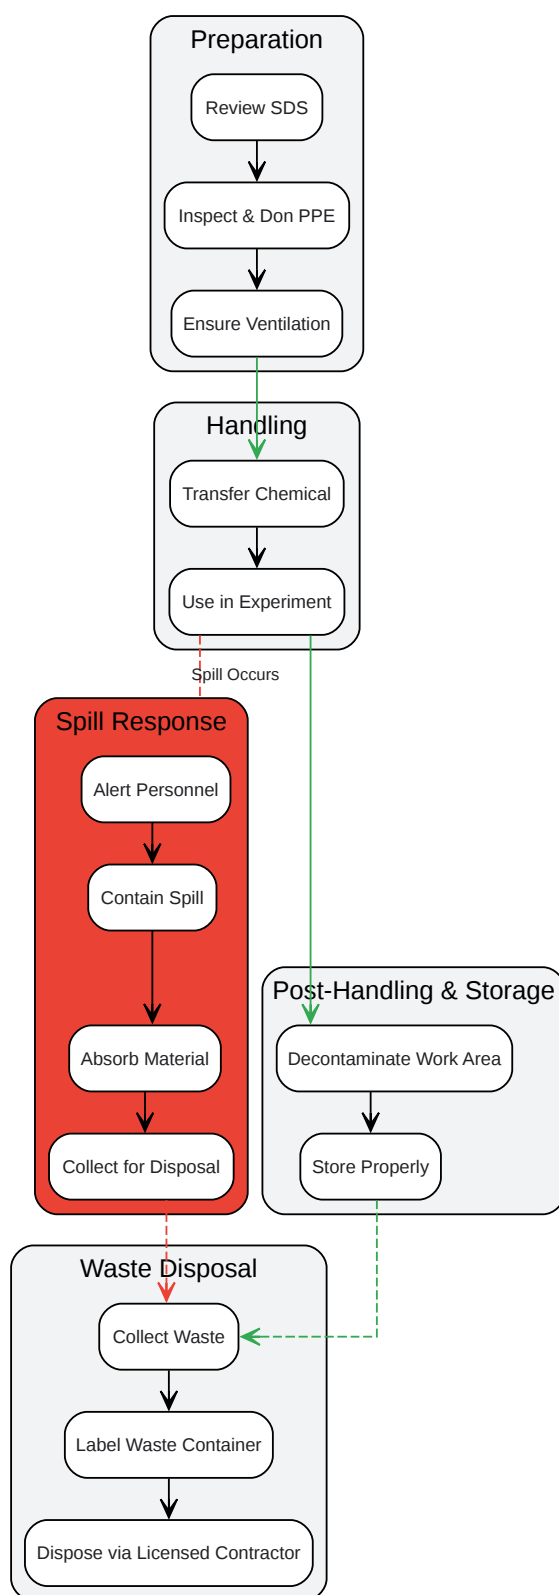 Preparation
Review SDS
Inspect & Don PPE
Ensure Ventilation
Handling
Transfer Chemical
Use in Experiment
Spill Occurs
Spill Response
Alert Personnel
Contain Spill
Absorb Material
Collect for Disposal
Post-Handling & Storage
Decontaminate Work Area
Store Properly
Waste Disposal
Collect Waste
Label Waste Container
Dispose via Licensed Contractor